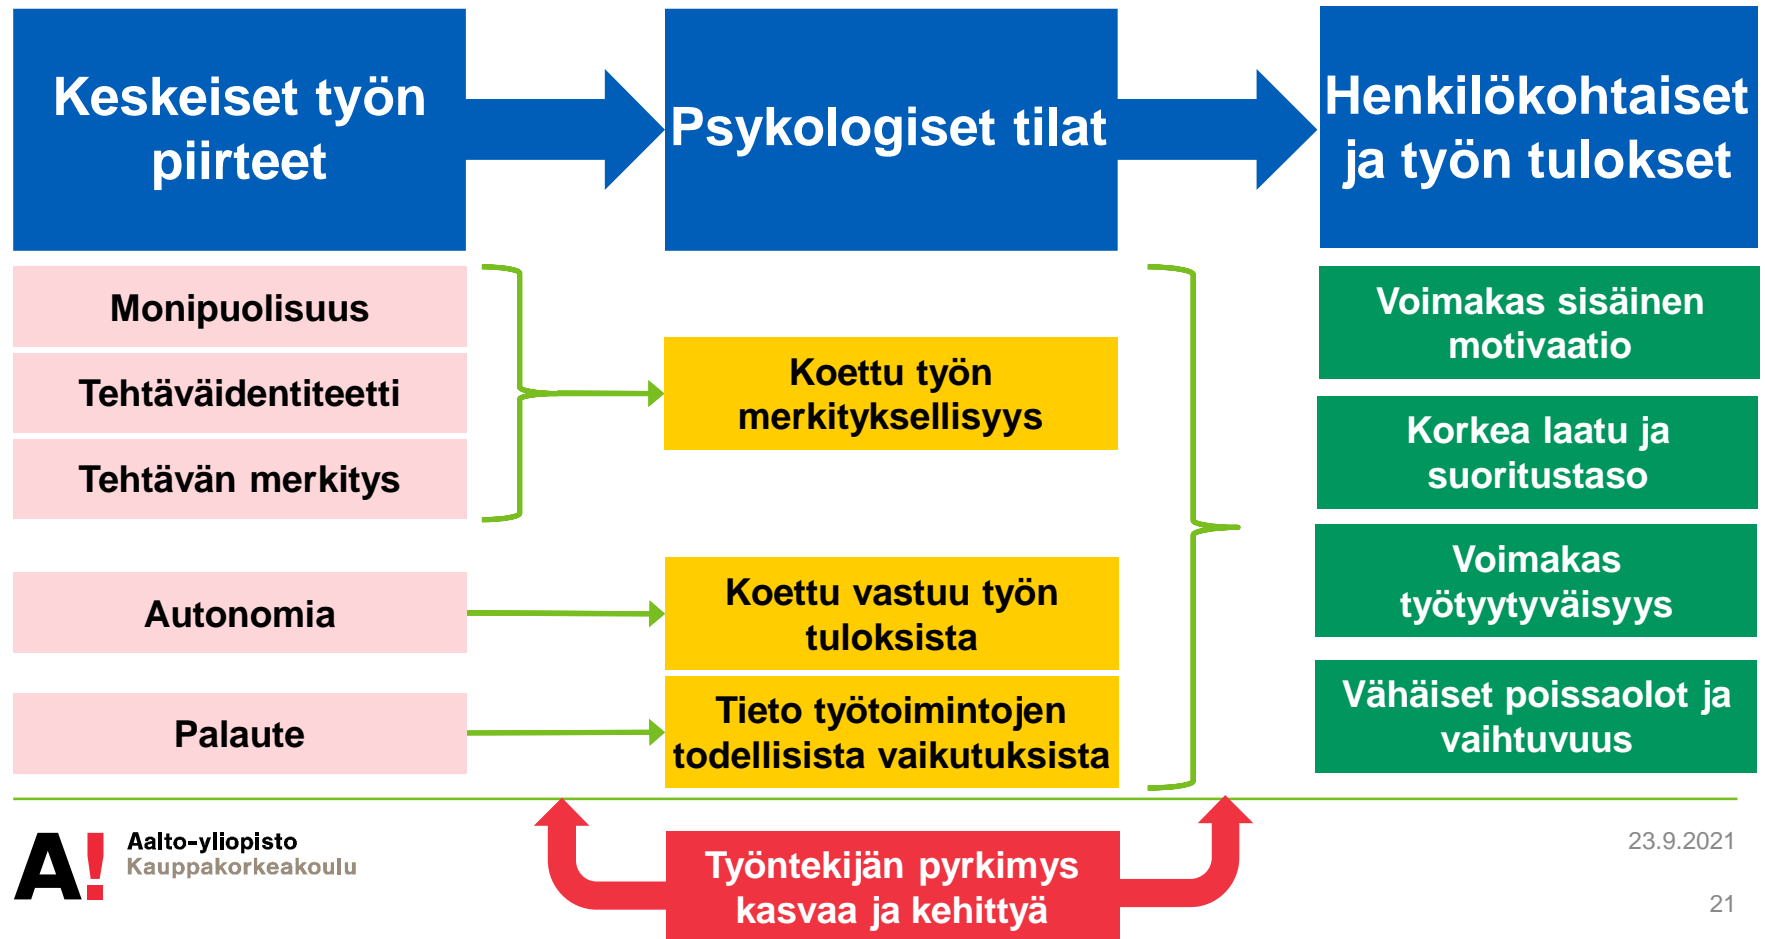 Keskeiset työn
piirteet
Psykologiset tilat
Henkilökohtaiset
ja työn tulokset
Monipuolisuus
Tehtäväidentiteetti
Tehtävän merkitys
Autonomia
Palaute
Koettu työn
merkityksellisyys
Koettu vastuu työn
tuloksista
Tieto työtoimintojen
todellisista vaikutuksista
Voimakas sisäinen
motivaatio
Korkea laatu ja
suoritustaso
Voimakas
työtyytyväisyys
Vähäiset poissaolot ja
vaihtuvuus
Työntekijän pyrkimys
kasvaa ja kehittyä
A!
Aalto-yliopisto
Kauppakorkeakoulu
23.9.2021
21